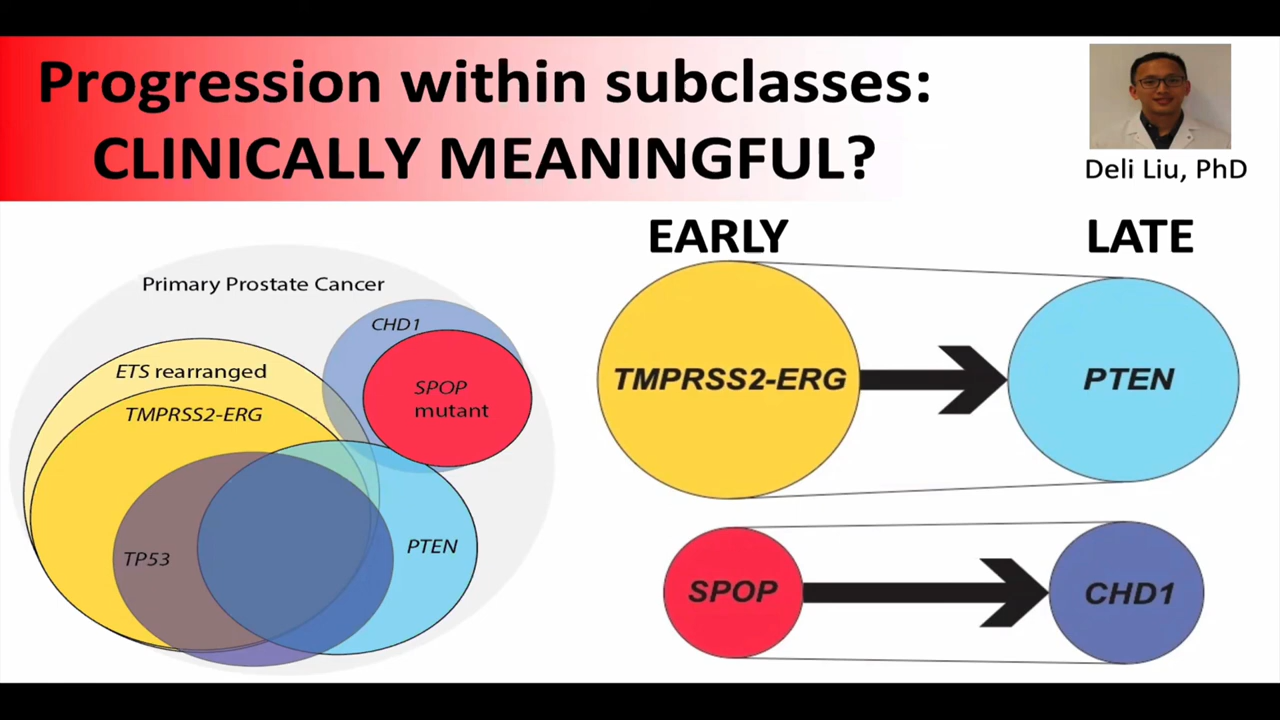 Progression within subclasses:
CLINICALLY MEANINGFUL?
Deli Liu, PhD
Primary Prostate Cancer
CHD1
SPOP
mutant
ETS rearranged
TMPRSS2-ERG
TP53
PTEN
EARLY
LATE
TMPRSS2-ERG
PTEN
SPOP
CHD1